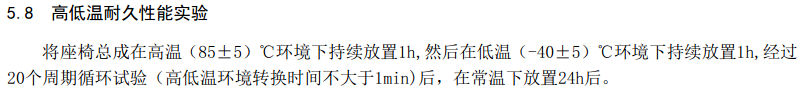 5.8 高低温耐久性能实验
将座椅总成在高温（85±5）℃环境下持续放置1h,然后在低温（-40±5）℃环境下持续放置1h,经过
20个周期循环试验（高低温环境转换时间不大于1min)后，在常温下放置24h后。